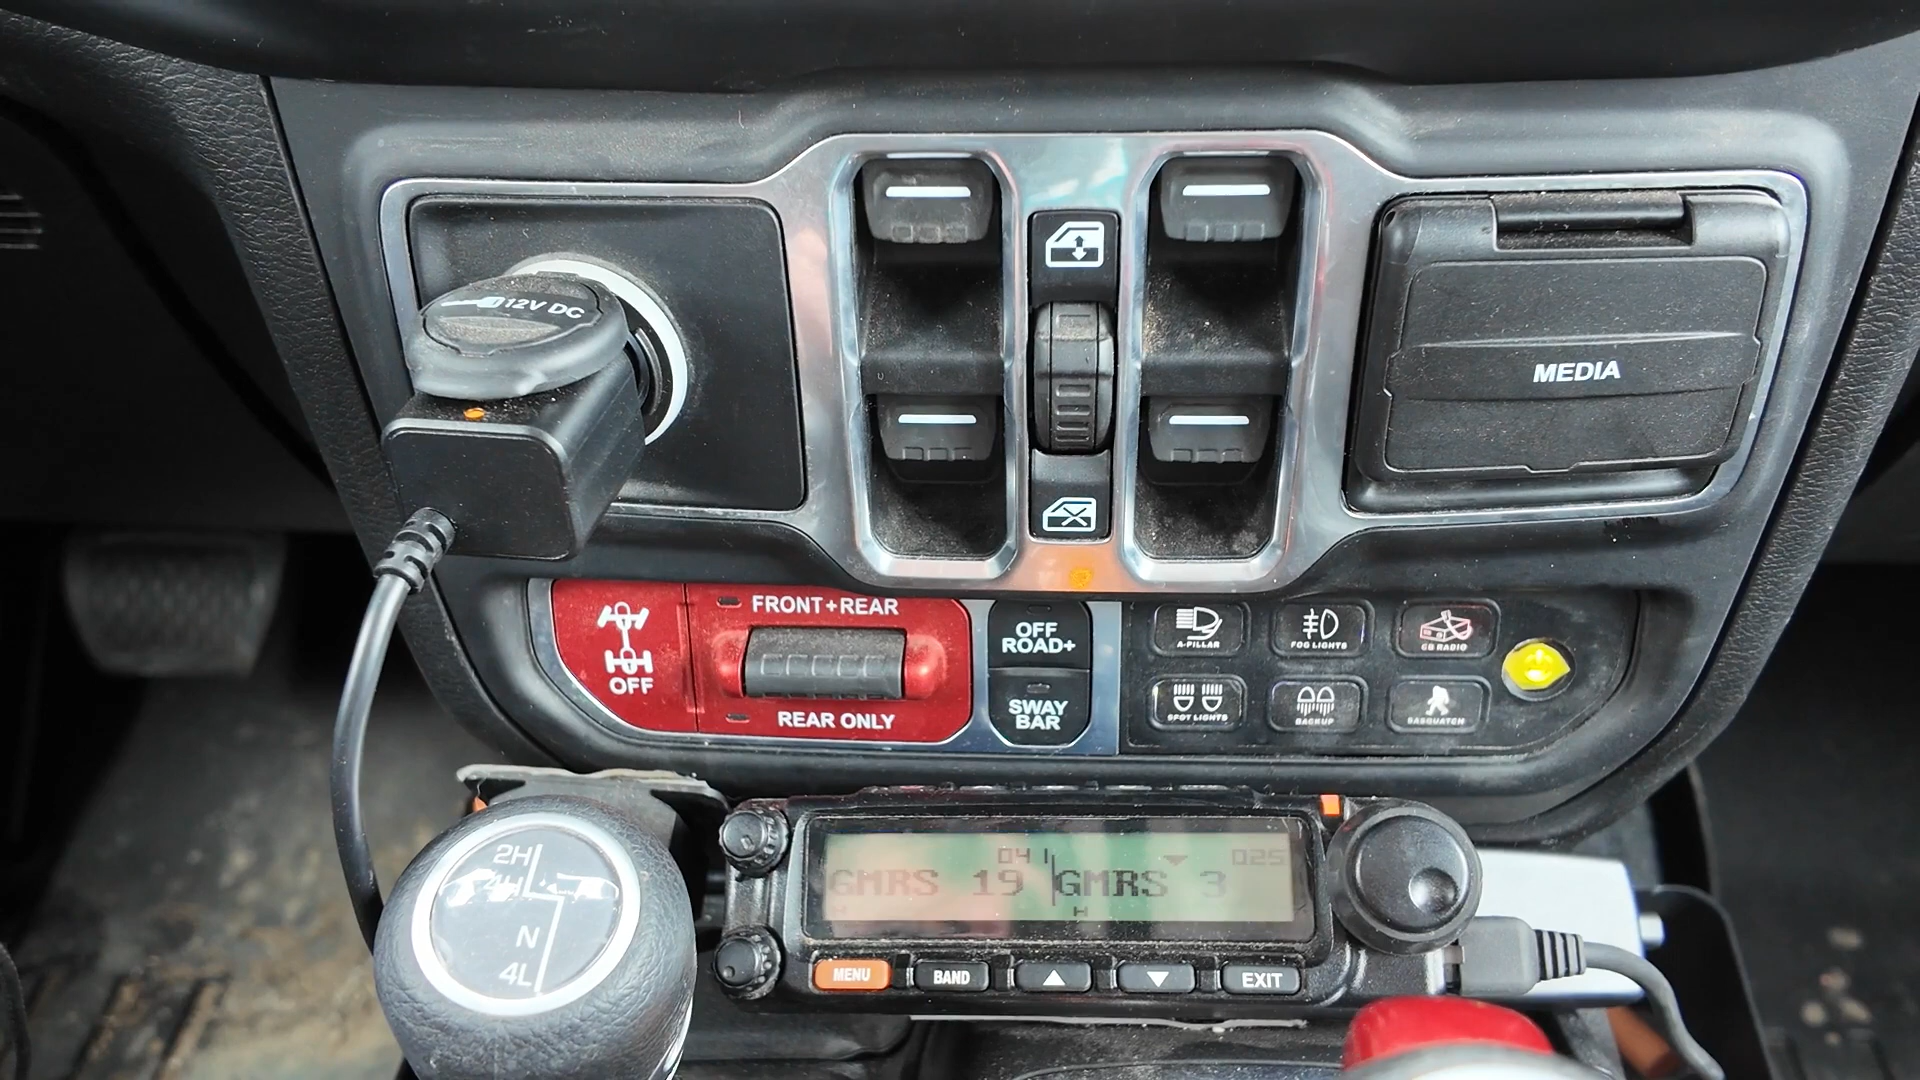 12V DC
MEDIA
FRONT+REAR
OFF
REAR ONLY
OFF
ROAD+
SWAY
BAR
A-PILLAR
FOG LIGHTS
CB RADIO
SPOT LIGHTS
BACKUP
SASQUATCH
2H
4H
N
4L
04 025
GMRS 19 GMRS 3
H H
MENU BAND EXIT